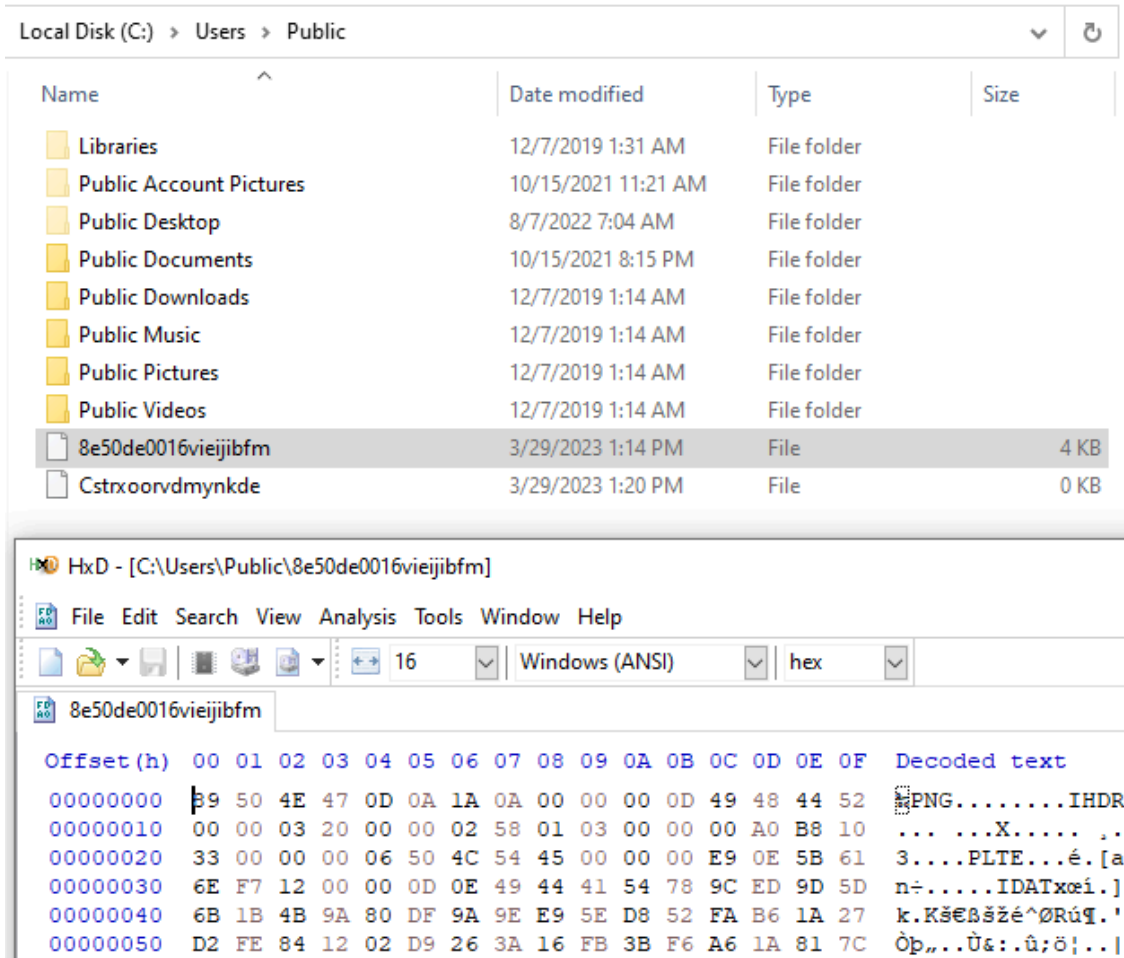 Local Disk (C:) > Users > Public
Name Date modified Type Size
Libraries 12/7/2019 1:31 AM File folder
Public Account Pictures 10/15/2021 11:21 AM File folder
Public Desktop 8/7/2022 7:04 AM File folder
Public Documents 10/15/2021 8:15 PM File folder
Public Downloads 12/7/2019 1:14 AM File folder
Public Music 12/7/2019 1:14 AM File folder
Public Pictures 12/7/2019 1:14 AM File folder
Public Videos 12/7/2019 1:14 AM File folder
8e50de0016vieijibfm 3/29/2023 1:14 PM File 4 KB
Cstrxoorvdmynkde 3/29/2023 1:20 PM File 0 KB
HxD - [C:\Users\Public\8e50de0016vieijibfm]
File Edit Search View Analysis Tools Window Help
16 Windows (ANSI) hex
8e50de0016vieijibfm
Offset(h) 00 01 02 03 04 05 06 07 08 09 0A 0B 0C 0D 0E 0F Decoded text
00000000 89 50 4E 47 0D 0A 1A 0A 00 00 00 0D 49 48 44 52 ‰PNG........IHDR
00000010 00 00 03 20 00 00 02 58 01 03 00 00 00 A0 B8 10 ... ...X..... ¸.
00000020 33 00 00 00 06 50 4C 54 45 00 00 00 E9 0E 5B 61 3....PLTE...é.[a
00000030 6E F7 12 00 00 0D 0E 49 44 41 54 78 9C ED 9D 5D n÷.....IDATxœí.]
00000040 6B 1B 4B 9A 80 DF 9A 9E E9 5E D8 52 FA B6 1A 27 k.Kš€ßšžé^ØRú¶.'
00000050 D2 FE 84 12 02 D9 26 3A 16 FB 3B F6 A6 1A 81 7C Òþ„..Ù&:.û;ö¦..|